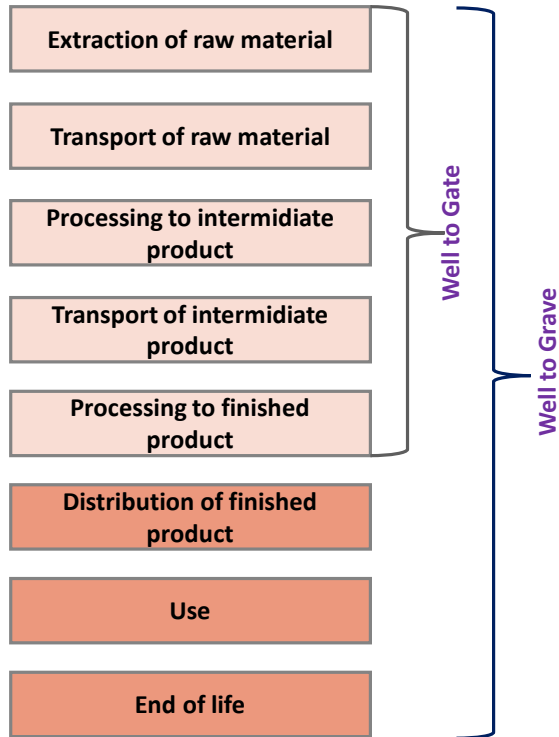 Extraction of raw material
Transport of raw material
Processing to intermidiate
product
Transport of intermidiate
product
Processing to finished
product
Distribution of finished
product
Use
End of life
Well to Gate
Well to Grave